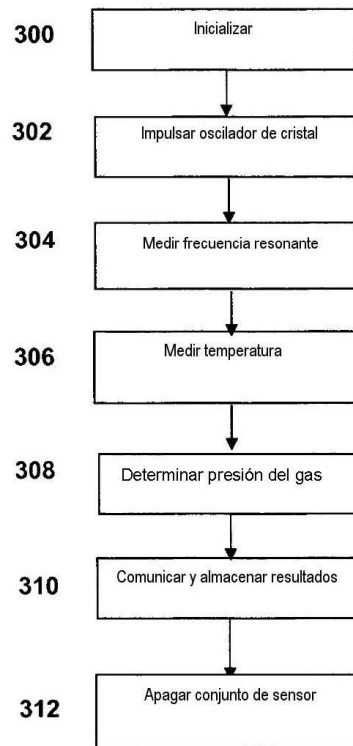 300 Inicializar
302 Impulsar oscilador de cristal
304 Medir frecuencia resonante
306 Medir temperatura
308 Determinar presión del gas
310 Comunicar y almacenar resultados
312 Apagar conjunto de sensor